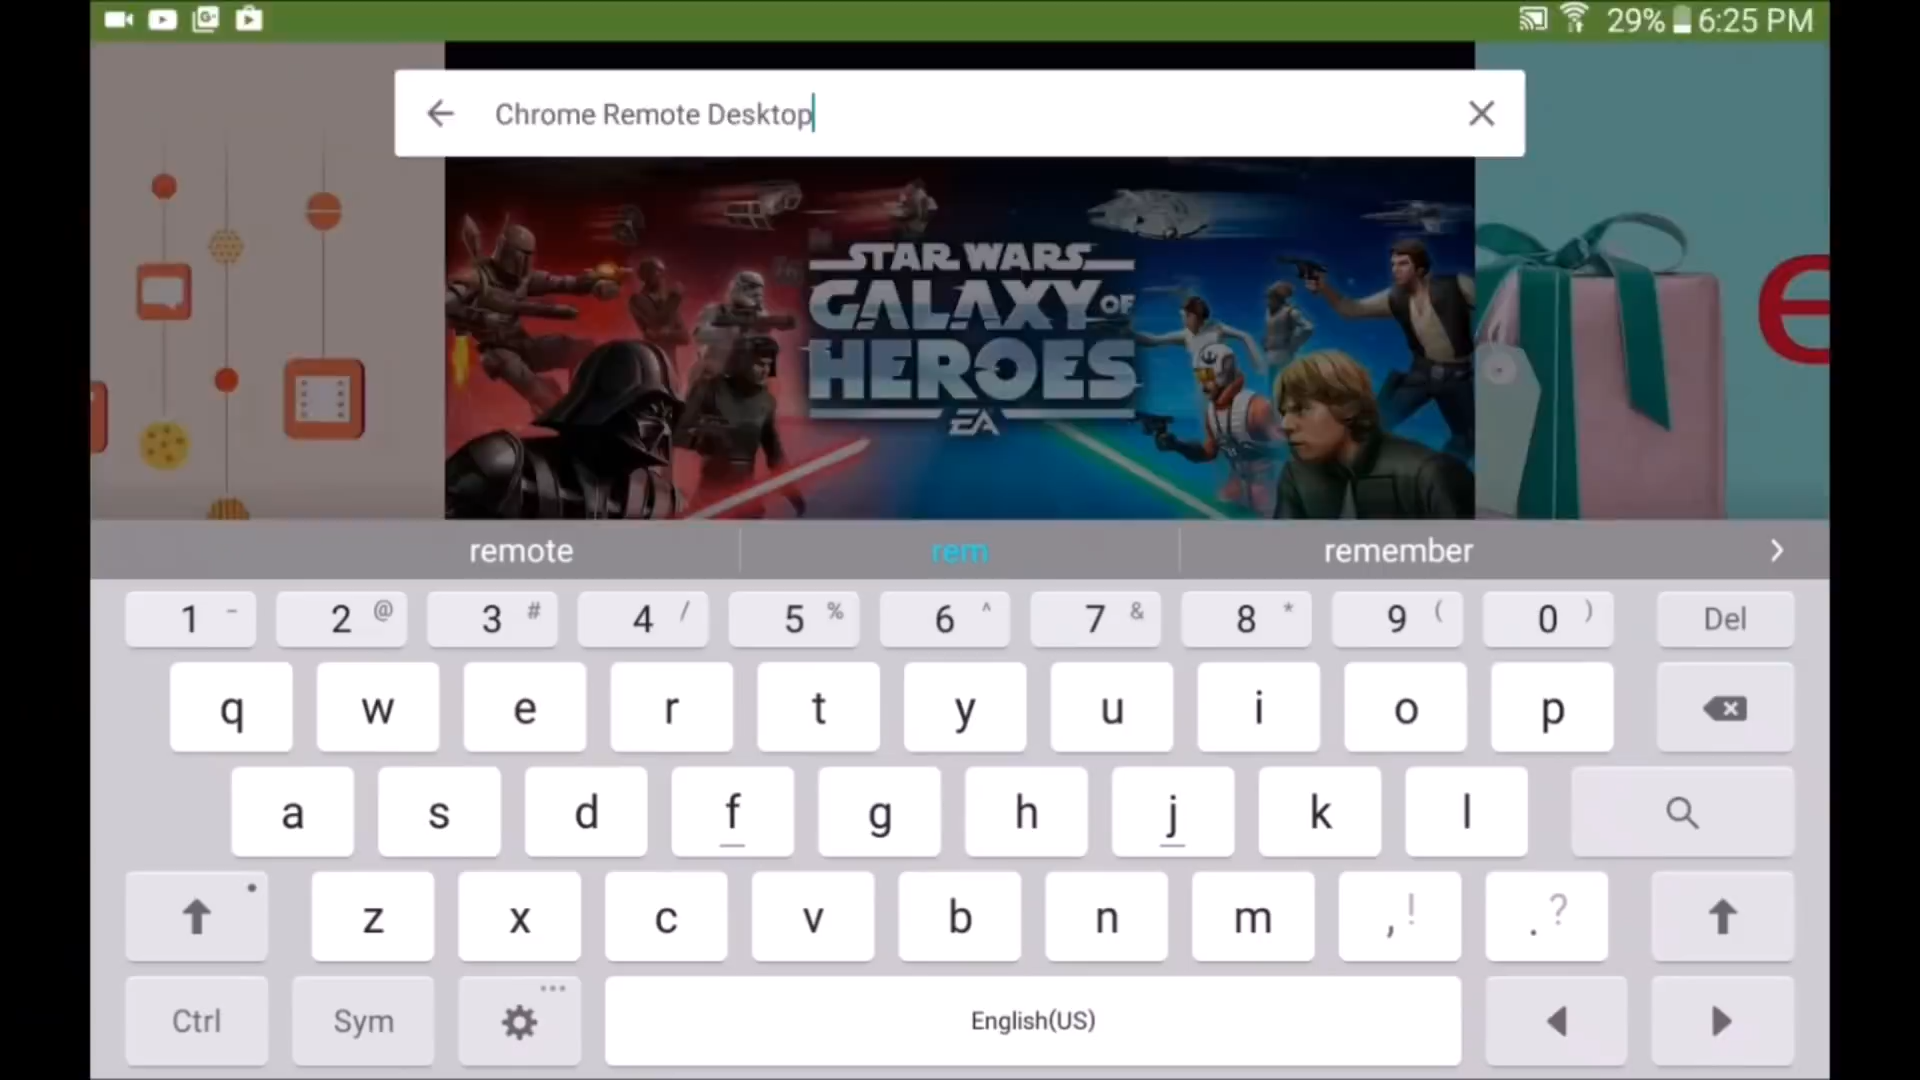 29% 6:25 PM
Chrome Remote Desktop
STAR WARS
GALAXY OF
HEROES
EA
e
remote rem remember
1 - 2 @ 3 # 4 / 5 % 6 ^ 7 & 8 * 9 ( 0 ) Del
q w e r t y u i o p
a s d f g h j k l
z x c v b n m , ! . ?
Ctrl Sym English(US)